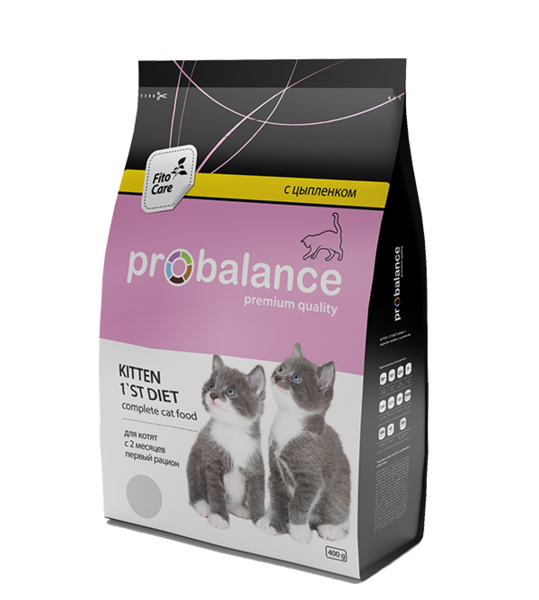 Fito
Care
с цыпленком
probalance
premium quality
KITTEN
1`ST DIET
complete cat food
для котят
с 2 месяцев
первый рацион
400 g
probalance